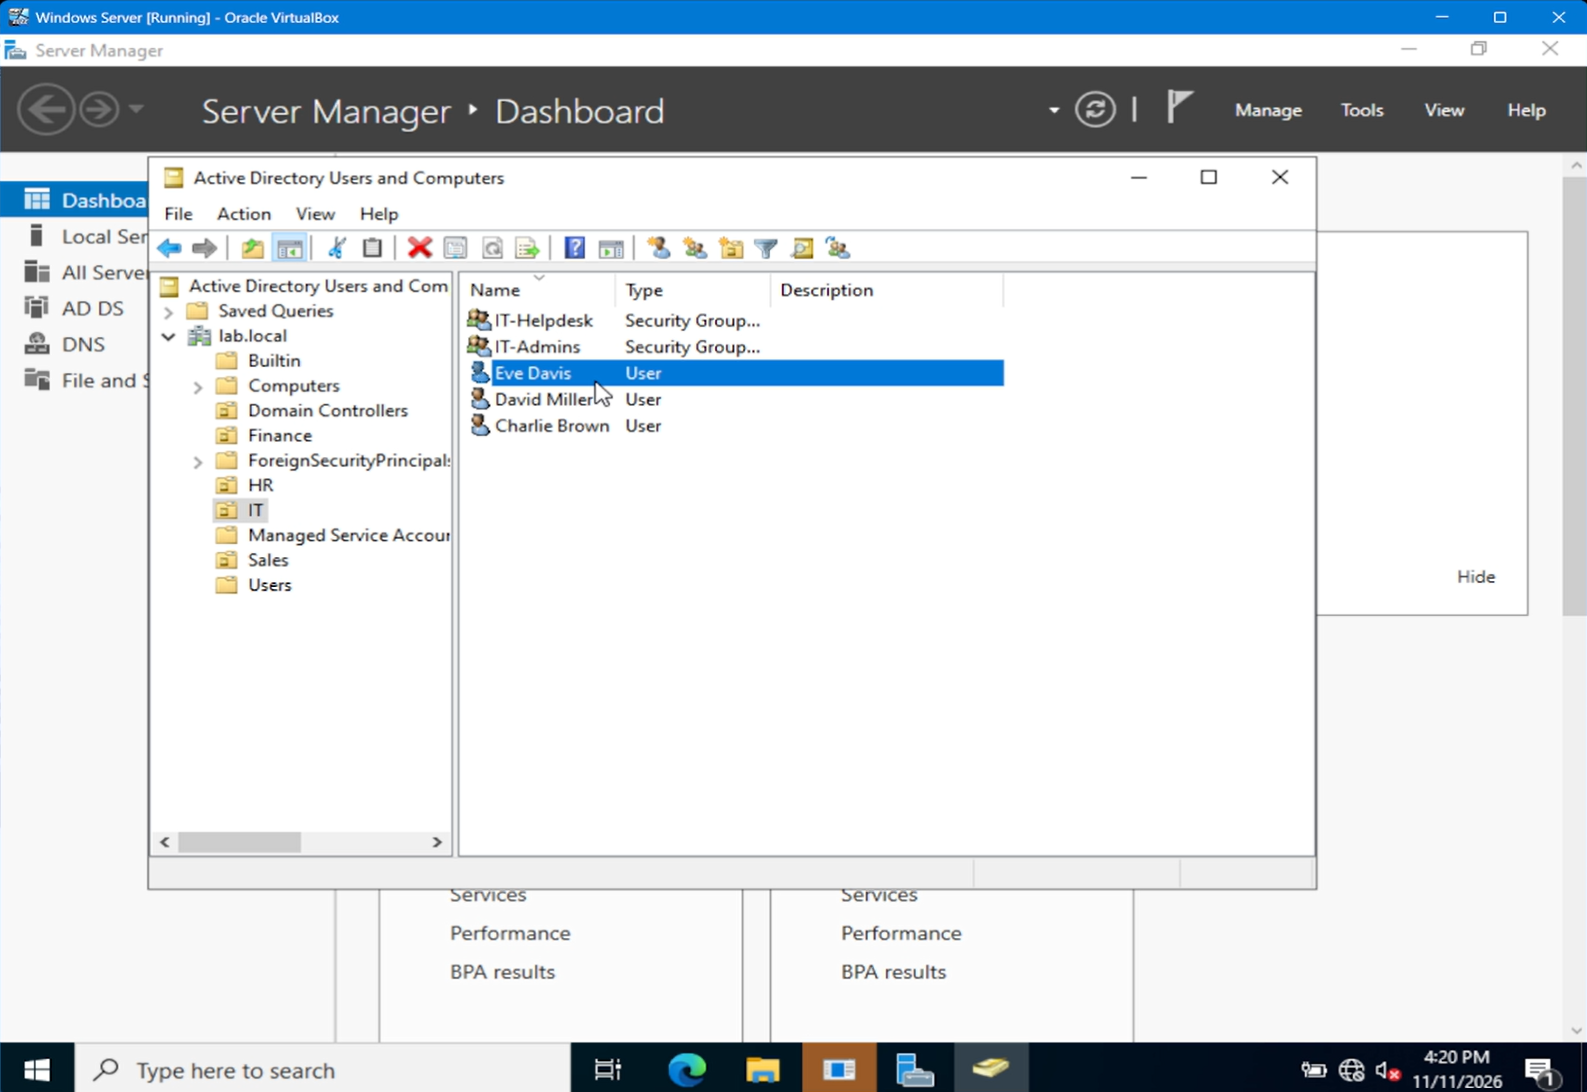 Windows Server [Running] - Oracle VirtualBox
Server Manager
Server Manager ‣ Dashboard
Manage Tools View Help
Dashboa
Local Ser
All Server
AD DS
DNS
File and S
Active Directory Users and Computers
File Action View Help
Active Directory Users and Com
Saved Queries
lab.local
Builtin
Computers
Domain Controllers
Finance
ForeignSecurityPrincipals
HR
IT
Managed Service Accour
Sales
Users
Name Type Description
IT-Helpdesk Security Group...
IT-Admins Security Group...
Eve Davis User
David Miller User
Charlie Brown User
Hide
Services
Performance
BPA results
Services
Performance
BPA results
Type here to search
4:20 PM
11/11/2026
1